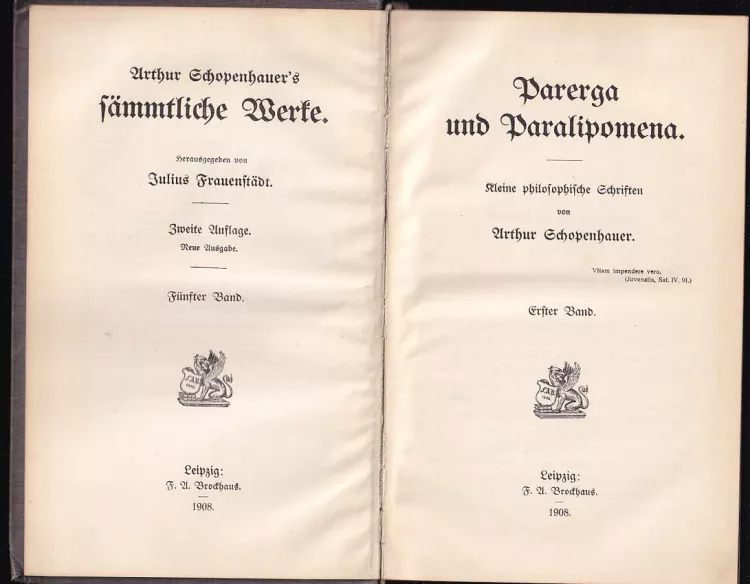 Arthur Schopenhauer's
sämmtliche Werke.
Herausgegeben von
Julius Frauenstädt.
Zweite Auflage.
Neue Ausgabe.
Fünfter Band.
Leipzig:
F. A. Brockhaus.
1908.
Parerga
und Paralipomena.
Kleine philosophische Schriften
von
Arthur Schopenhauer.
Vitam impendere vero.
(Juvenalis, Sat. IV. 91.)
Erster Band.
Leipzig:
F. A. Brockhaus.
1908.